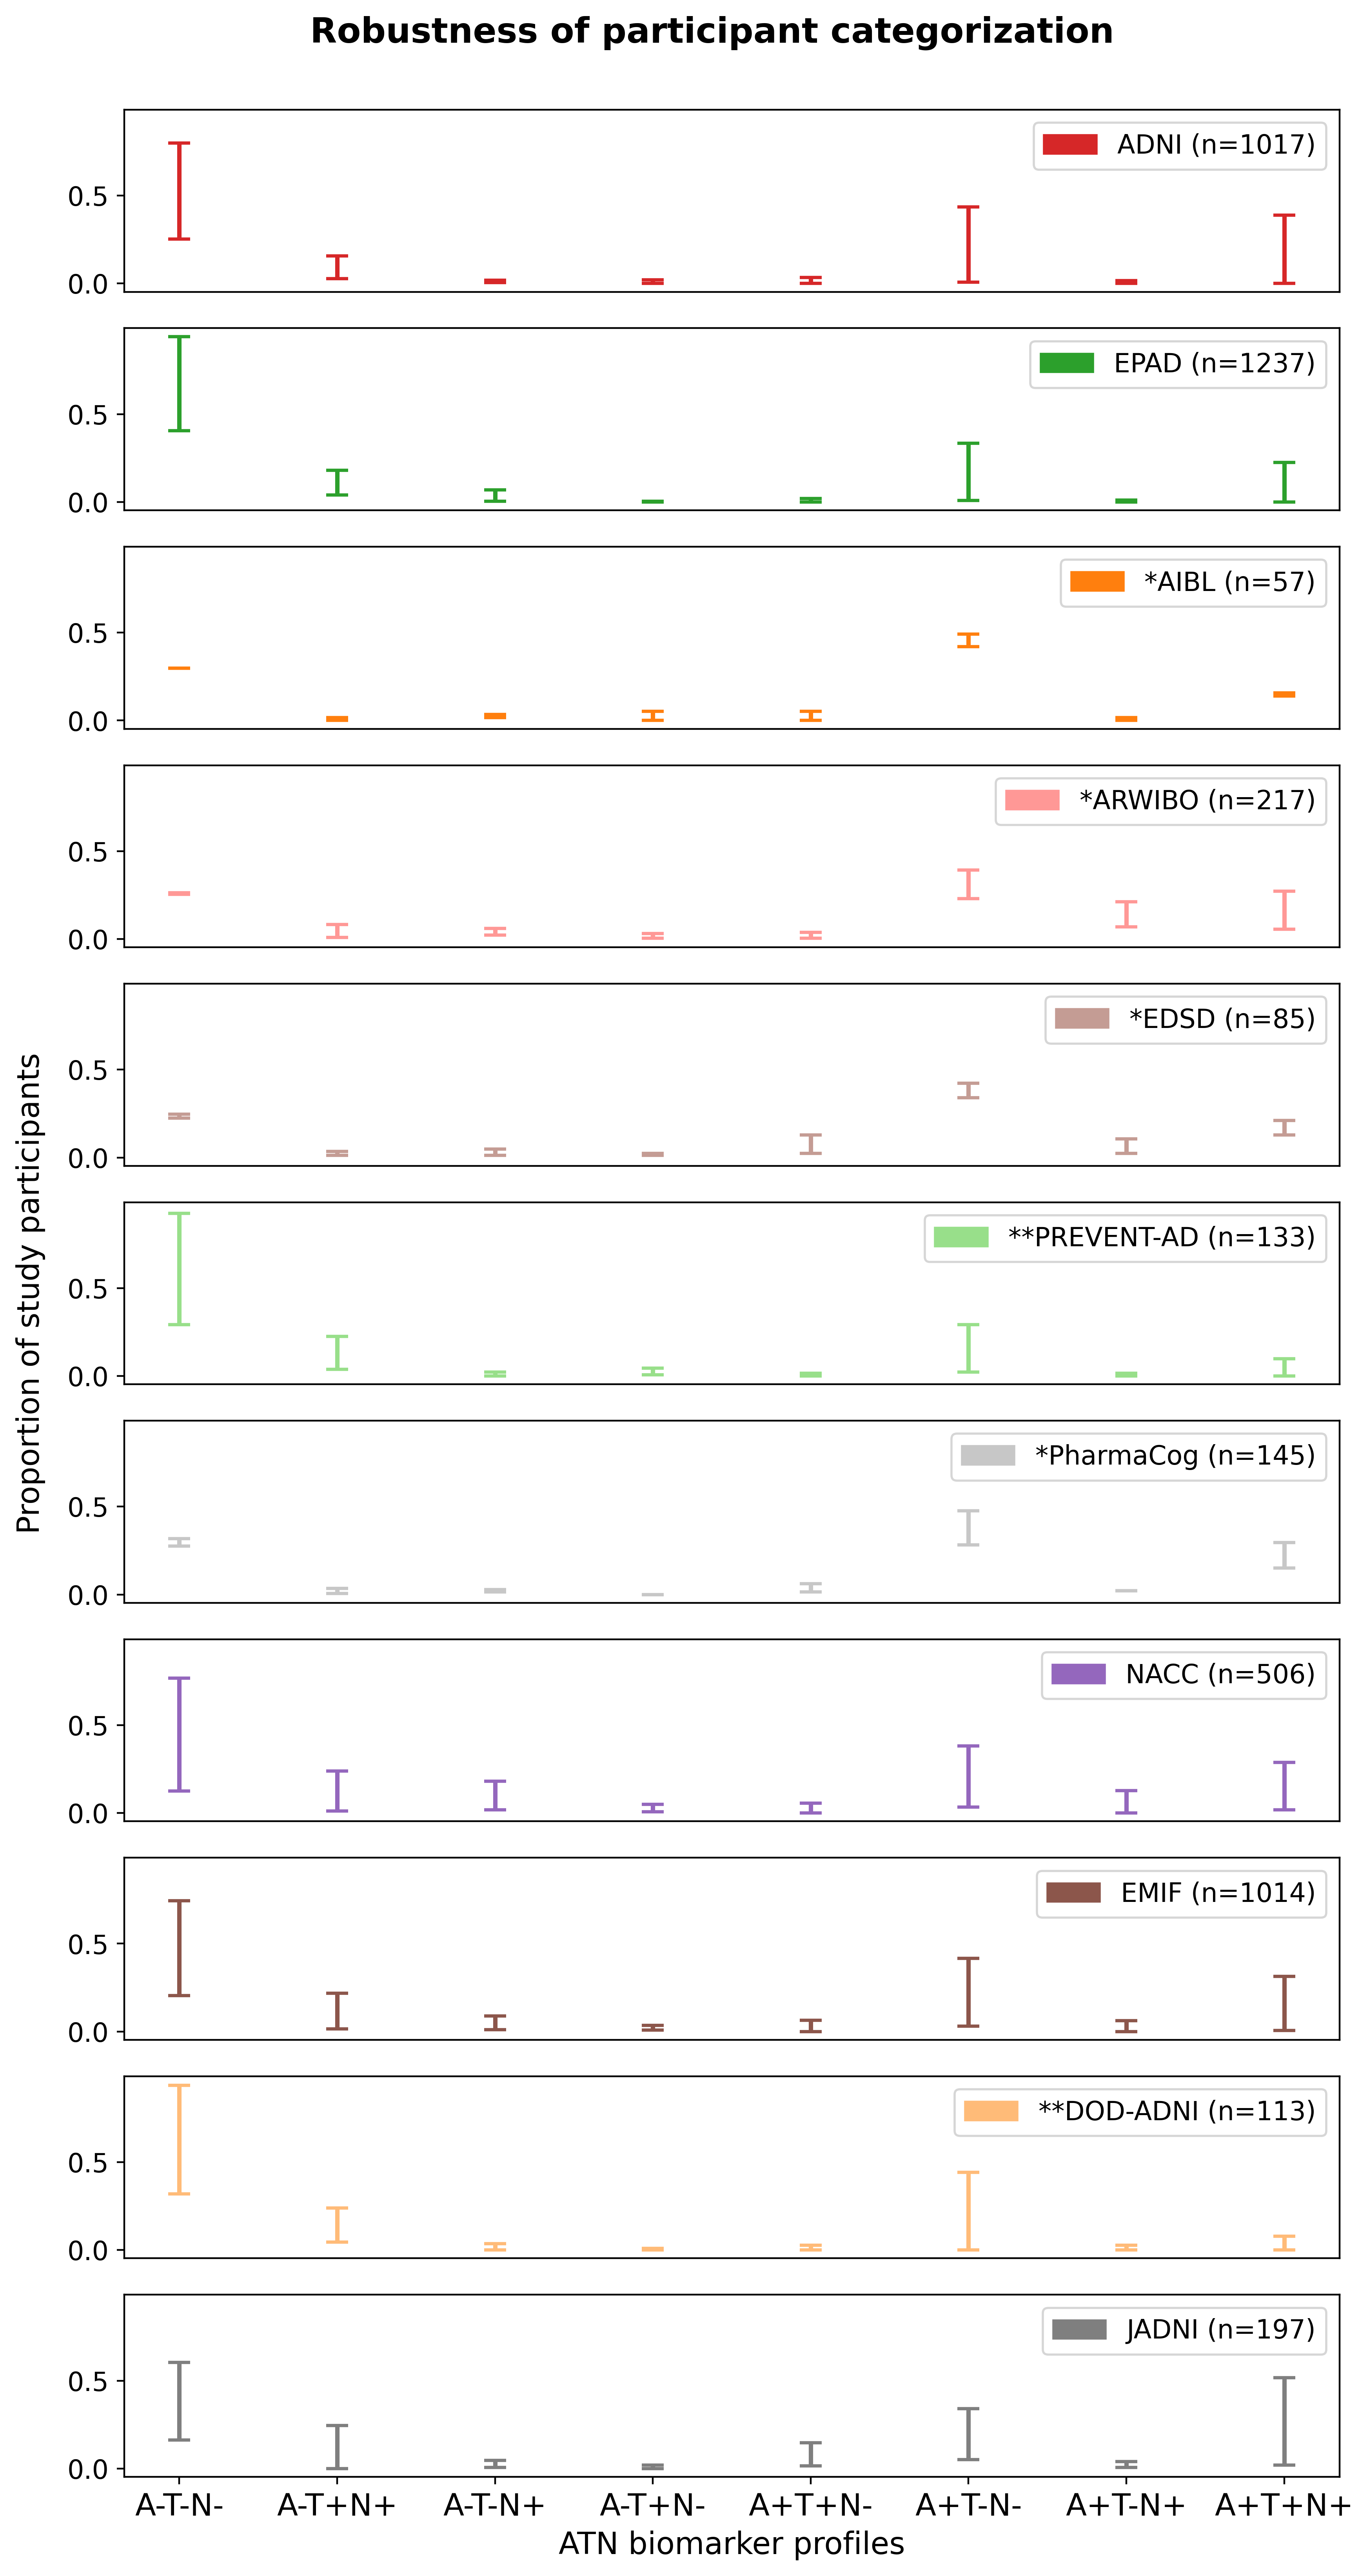 Robustness of participant categorization
ADNI (n=1017)
0.5
0.0
EPAD (n=1237)
0.5
0.0
*AIBL (n=57)
0.5
0.0
*ARWIBO (n=217)
0.5
0.0
*EDSD (n=85)
0.5
0.0
**PREVENT-AD (n=133)
0.5
0.0
*PharmaCog (n=145)
0.5
0.0
NACC (n=506)
0.5
0.0
EMIF (n=1014)
0.5
0.0
**DOD-ADNI (n=113)
0.5
0.0
JADNI (n=197)
0.5
0.0
Proportion of study participants
A-T-N- A-T+N+ A-T-N+ A-T+N- A+T+N- A+T-N- A+T-N+ A+T+N+
ATN biomarker profiles